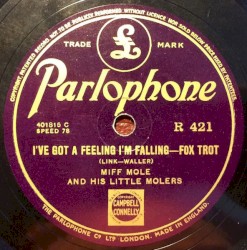 COPYRIGHT
TRADE MARK
Parlophone
401815 C
SPEED 78
R 421
I'VE GOT A FEELING I'M FALLING—FOX TROT
(LINK—WALLER)
MIFF MOLE
AND HIS LITTLE MOLERS
CAMPBELL
CONNELLY
THE PARLOPHONE CO LTD LONDON. MADE IN ENGLAND.